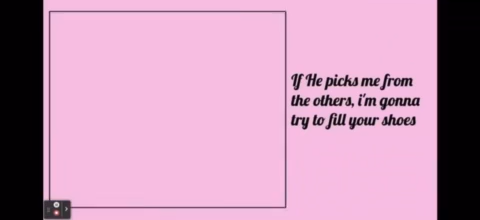 If He picks me from
the others, i'm gonna
try to fill your shoes